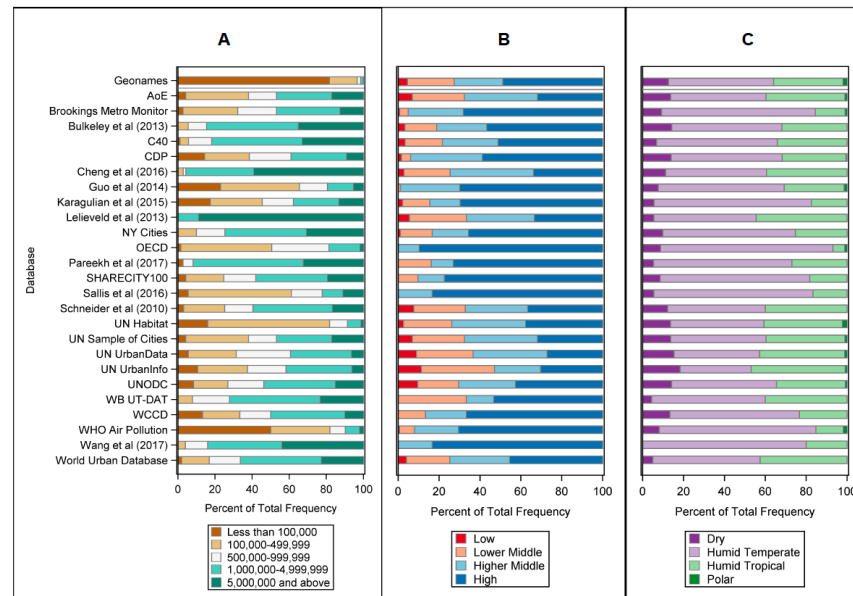 A
B
C
Database
Geonames
AoE
Brookings Metro Monitor
Bulkeley et al (2013)
C40
CDP
Cheng et al (2016)
Guo et al (2014)
Karagulian et al (2015)
Lelieveld et al (2013)
NY Cities
OECD
Pareekh et al (2017)
SHARECITY100
Sallis et al (2016)
Schneider et al (2010)
UN Habitat
UN Sample of Cities
UN UrbanData
UN UrbanInfo
UNODC
WB UT-DAT
WCCD
WHO Air Pollution
Wang et al (2017)
World Urban Database
0 20 40 60 80 100
Percent of Total Frequency
Less than 100,000
100,000-499,999
500,000-999,999
1,000,000-4,999,999
5,000,000 and above
0 20 40 60 80 100
Percent of Total Frequency
Low
Lower Middle
Higher Middle
High
0 20 40 60 80 100
Percent of Total Frequency
Dry
Humid Temperate
Humid Tropical
Polar